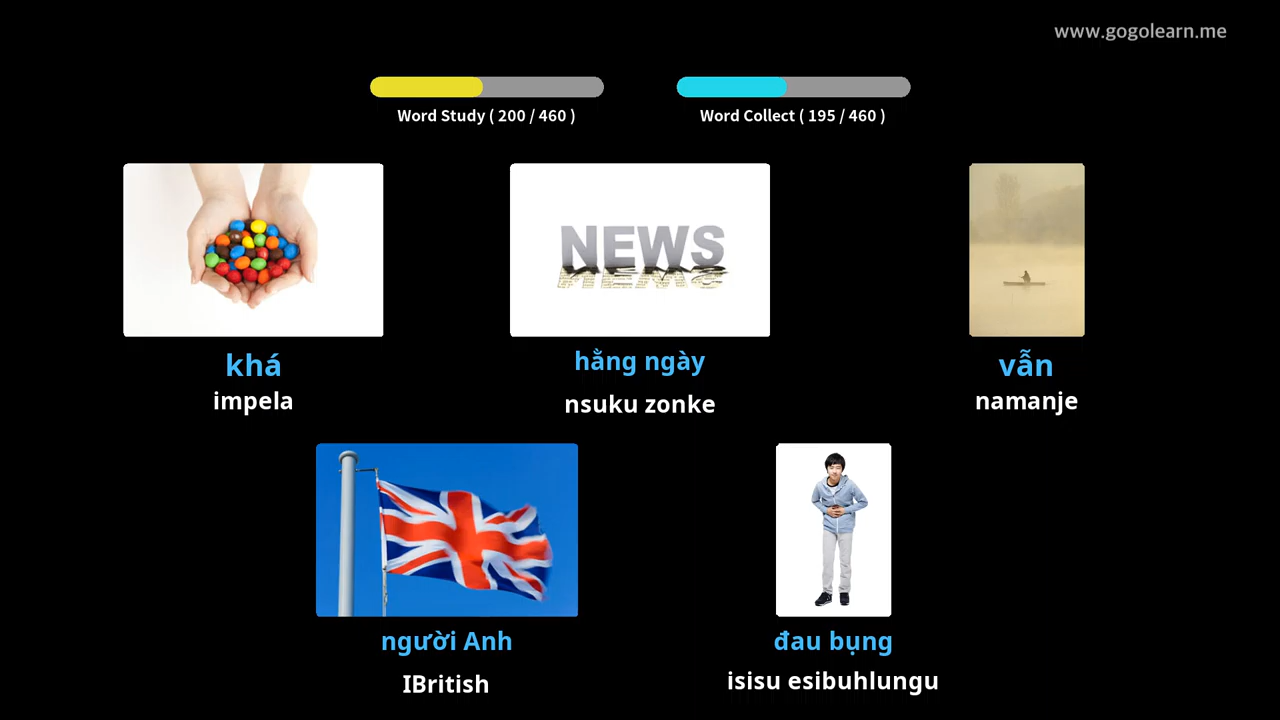 www.gogolearn.me
Word Study ( 200 / 460 )
Word Collect ( 195 / 460 )
NEWS
khá
impela
hằng ngày
nsuku zonke
vẫn
namanje
người Anh
IBritish
đau bụng
isisu esibuhlungu